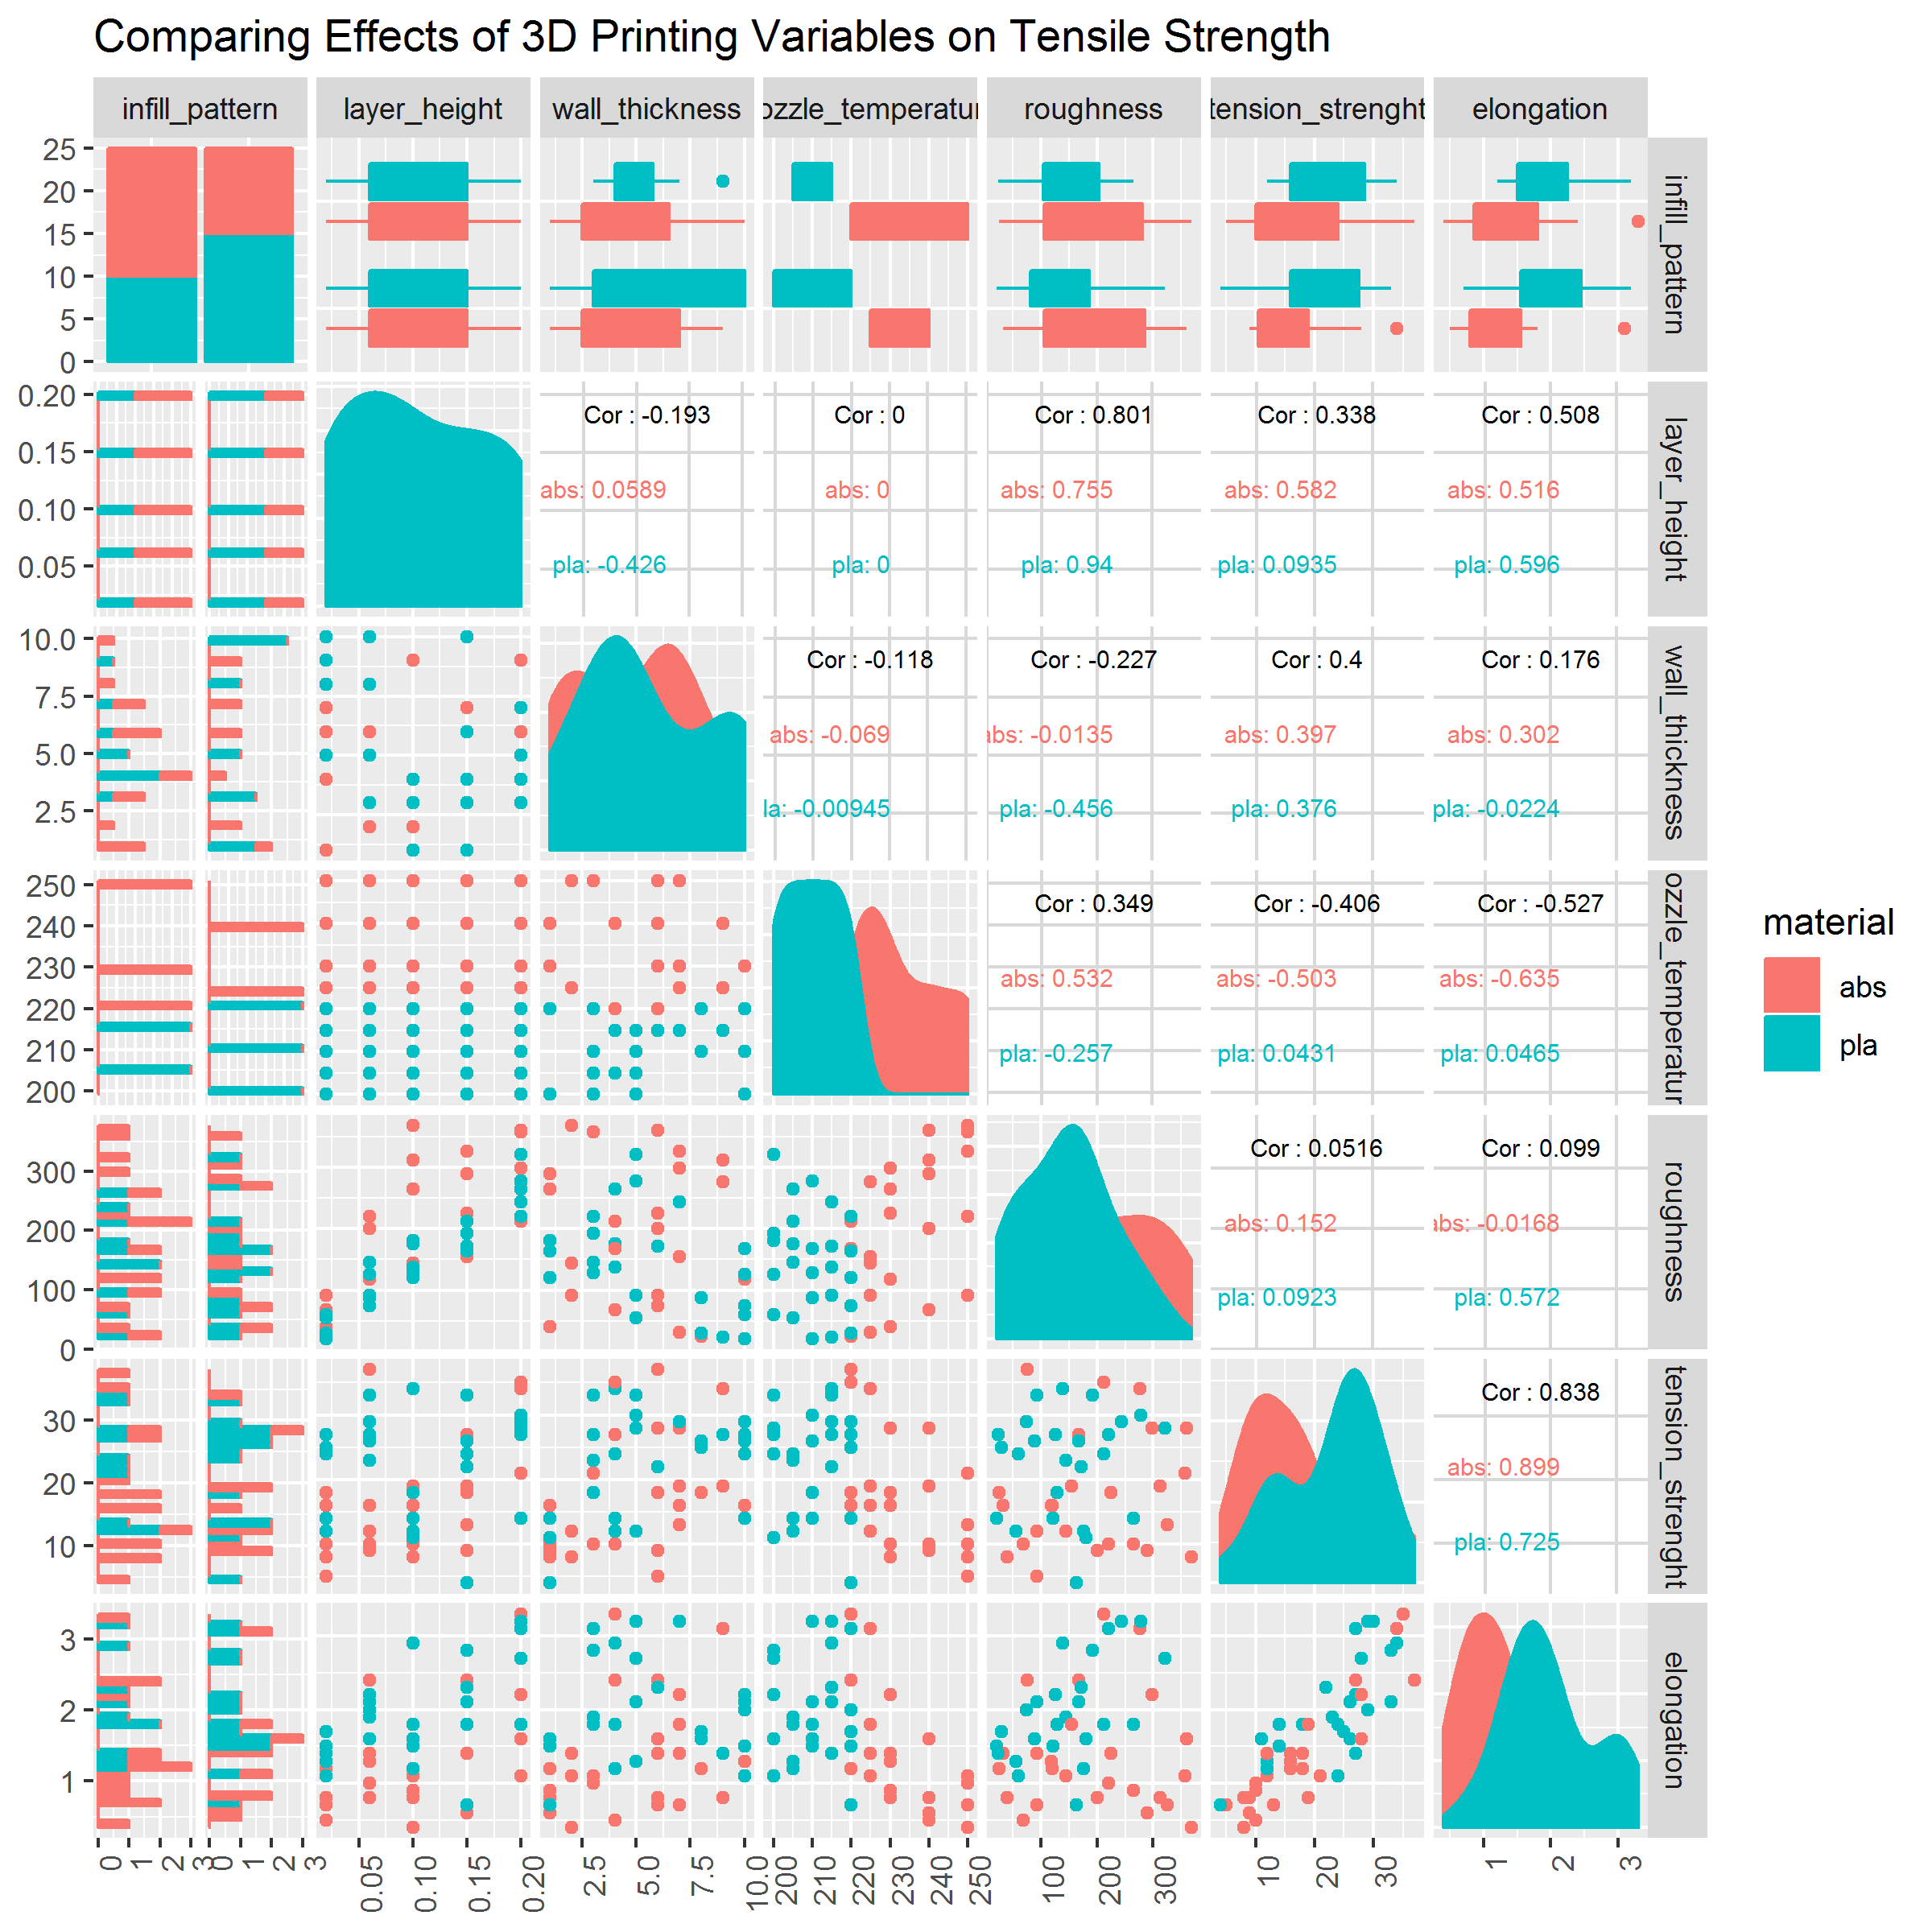 Comparing Effects of 3D Printing Variables on Tensile Strength
infill_pattern layer_height wall_thickness ozzle_temperatur roughness tension_strenght elongation
25
20
15
10
5
0
infill_pattern
0.20
0.15
0.10
0.05
Cor : -0.193 Cor : 0 Cor : 0.801 Cor : 0.338 Cor : 0.508
abs: 0.0589 abs: 0 abs: 0.755 abs: 0.582 abs: 0.516
pla: -0.426 pla: 0 pla: 0.94 pla: 0.0935 pla: 0.596
layer_height
10.0
7.5
5.0
2.5
Cor : -0.118 Cor : -0.227 Cor : 0.4 Cor : 0.176
abs: -0.069 abs: -0.0135 abs: 0.397 abs: 0.302
la: -0.00945 pla: -0.456 pla: 0.376 pla: -0.0224
wall_thickness
250
240
230
220
210
200
Cor : 0.349 Cor : -0.406 Cor : -0.527
abs: 0.532 abs: -0.503 abs: -0.635
pla: -0.257 pla: 0.0431 pla: 0.0465
ozzle_temperatur
300
200
100
0
Cor : 0.0516 Cor : 0.099
abs: 0.152 abs: -0.0168
pla: 0.0923 pla: 0.572
roughness
30
20
10
Cor : 0.838
abs: 0.899
pla: 0.725
tension_strenght
3
2
1
elongation
0 1 2 3 0 1 2 3 0.05 0.10 0.15 0.20 2.5 5.0 7.5 10.0 200 210 220 230 240 250 100 200 300 10 20 30 1 2 3
material
abs
pla